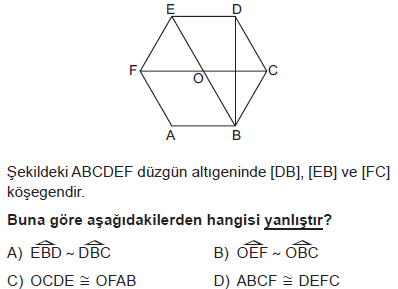 E D
F O C
A B
Şekildeki ABCDEF düzgün altıgeninde [DB], [EB] ve [FC]
köşegendir.
Buna göre aşağıdakilerden hangisi yanlıştır?
A) EBD ~ DBC B) OEF ~ OBC
C) OCDE ≅ OFAB D) ABCF ≅ DEFC